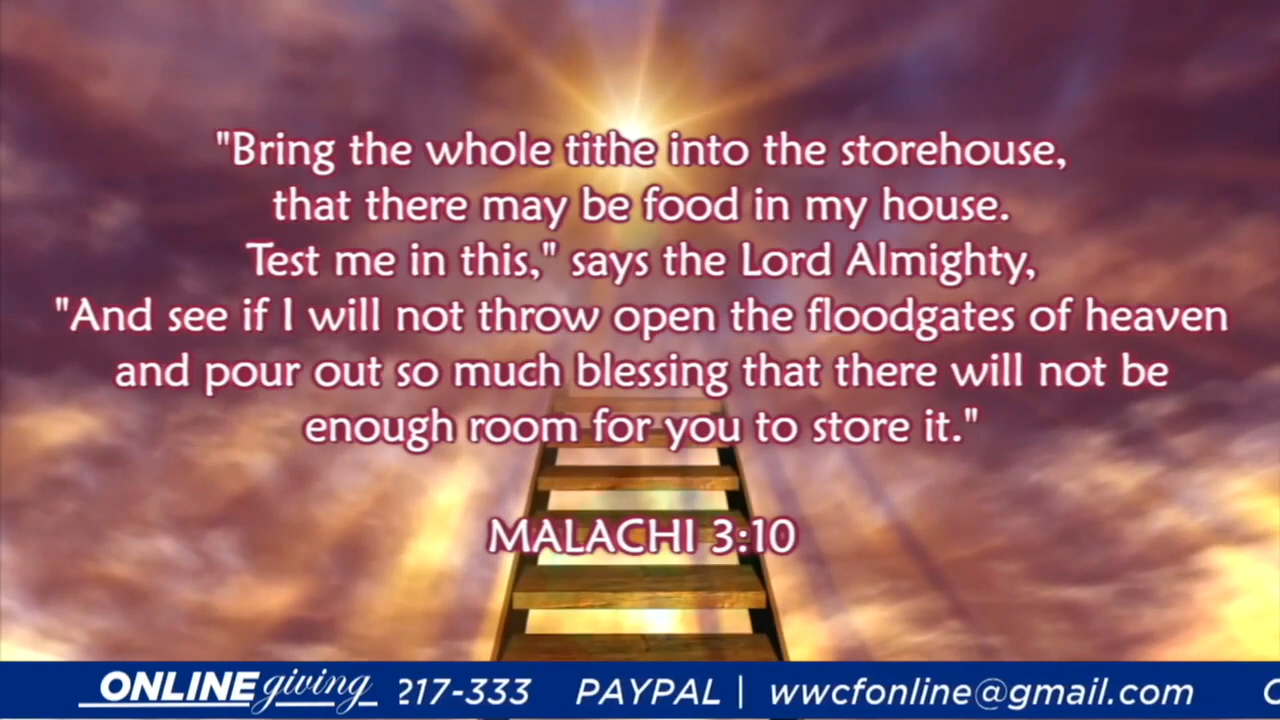 "Bring the whole tithe into the storehouse,
that there may be food in my house.
Test me in this," says the Lord Almighty,
"And see if I will not throw open the floodgates of heaven
and pour out so much blessing that there will not be
enough room for you to store it."
MALACHI 3:10
ONLINE giving 217-333 PAYPAL | wwcfonline@gmail.com